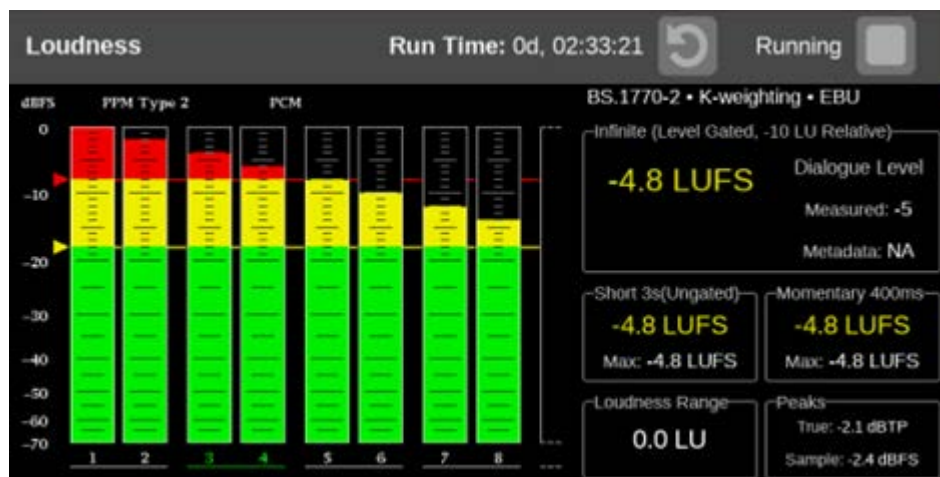 Loudness
Run Time: 0d, 02:33:21
Running
dBFS
PPM Type 2
PCM
0
-10
-20
-30
-40
-50
-60
-70
1 2 3 4 5 6 7 8
BS.1770-2 • K-weighting • EBU
Infinite (Level Gated, -10 LU Relative)
-4.8 LUFS
Dialogue Level
Measured: -5
Metadata: NA
Short 3s(Ungated)
-4.8 LUFS
Max: -4.8 LUFS
Momentary 400ms
-4.8 LUFS
Max: -4.8 LUFS
Loudness Range
0.0 LU
Peaks
True: -2.1 dBTP
Sample: -2.4 dBFS